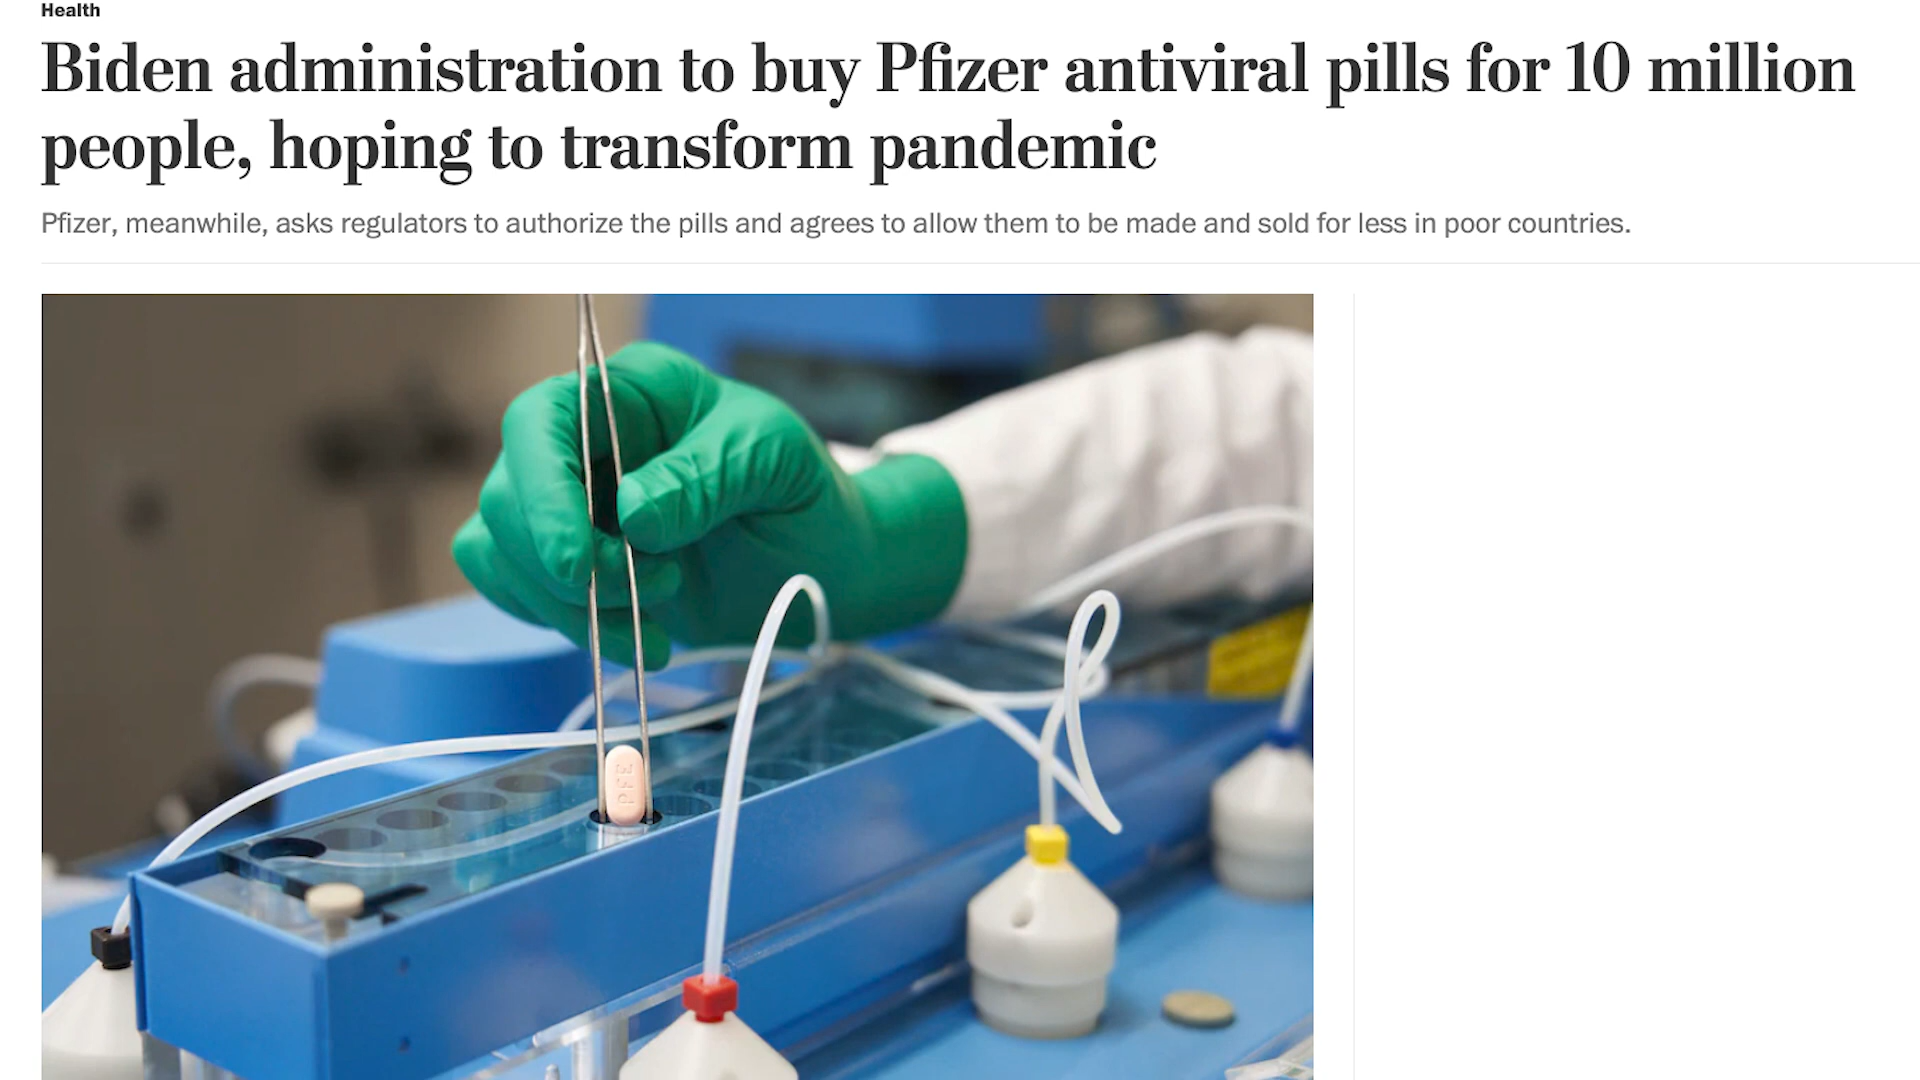 Health
Biden administration to buy Pfizer antiviral pills for 10 million
people, hoping to transform pandemic
Pfizer, meanwhile, asks regulators to authorize the pills and agrees to allow them to be made and sold for less in poor countries.